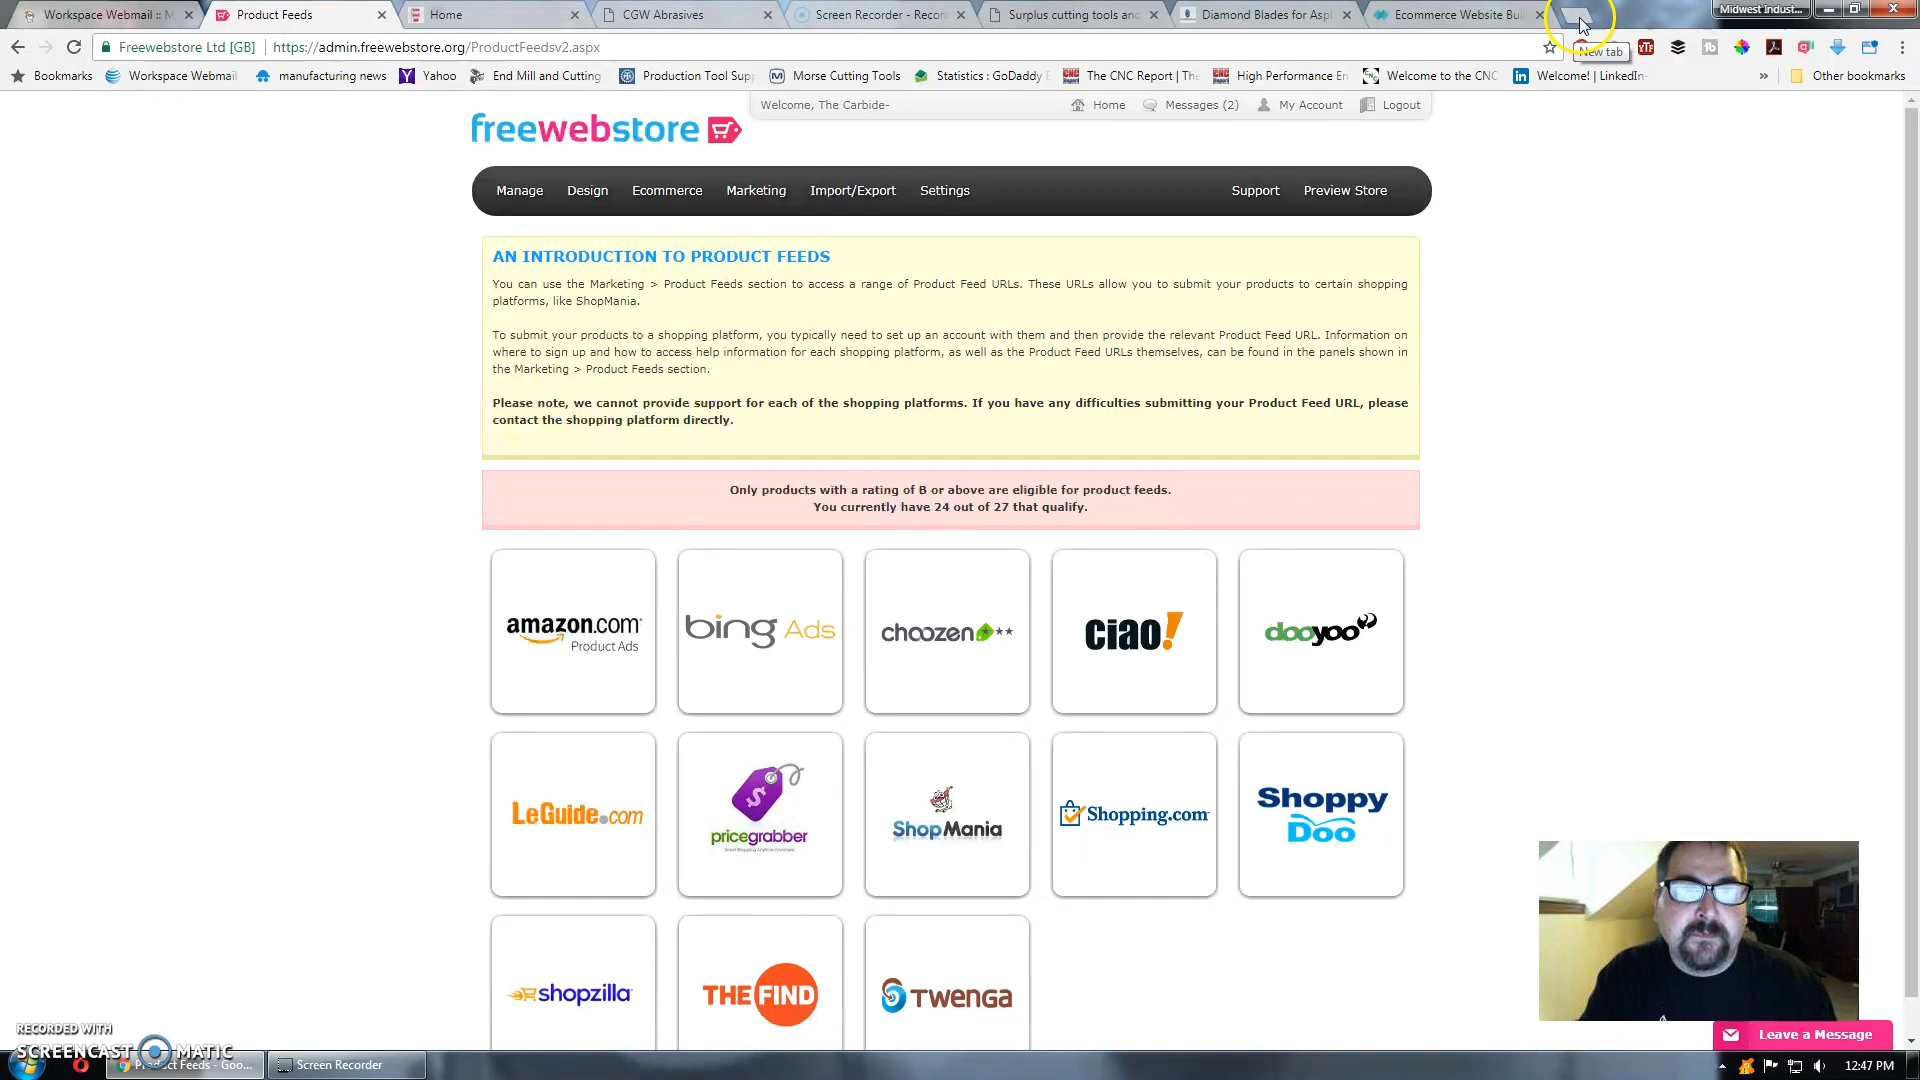 Workspace Webmail :: M
Product Feeds
Home
CGW Abrasives
Screen Recorder - Record
Surplus cutting tools and
Diamond Blades for Asph
Ecommerce Website Buil
Midwest Indust...
Freewebstore Ltd [GB]
https://admin.freewebstore.org/ProductFeedsv2.aspx
New tab
Bookmarks
Workspace Webmail
manufacturing news
Yahoo
End Mill and Cutting
Production Tool Supp
Morse Cutting Tools
Statistics : GoDaddy E
The CNC Report | The
High Performance En
Welcome to the CNC
Welcome! | LinkedIn
»
Other bookmarks
Welcome, The Carbide-
Home
Messages (2)
My Account
Logout
freewebstore
Manage
Design
Ecommerce
Marketing
Import/Export
Settings
Support
Preview Store
AN INTRODUCTION TO PRODUCT FEEDS
You can use the Marketing > Product Feeds section to access a range of Product Feed URLs. These URLs allow you to submit your products to certain shopping
platforms, like ShopMania.
To submit your products to a shopping platform, you typically need to set up an account with them and then provide the relevant Product Feed URL. Information on
where to sign up and how to access help information for each shopping platform, as well as the Product Feed URLs themselves, can be found in the panels shown in
the Marketing > Product Feeds section.
Please note, we cannot provide support for each of the shopping platforms. If you have any difficulties submitting your Product Feed URL, please
contact the shopping platform directly.
Only products with a rating of B or above are eligible for product feeds.
You currently have 24 out of 27 that qualify.
amazon.com
Product Ads
bing Ads
choozen
ciao!
dooyoo
LeGuide.com
pricegrabber
ShopMania
Shopping.com
Shoppy
Doo
shopzilla
THE FIND
TWENGA
Leave a Message
RECORDED WITH
SCREENCAST MATIC
Product Feeds - Goo...
Screen Recorder
12:47 PM